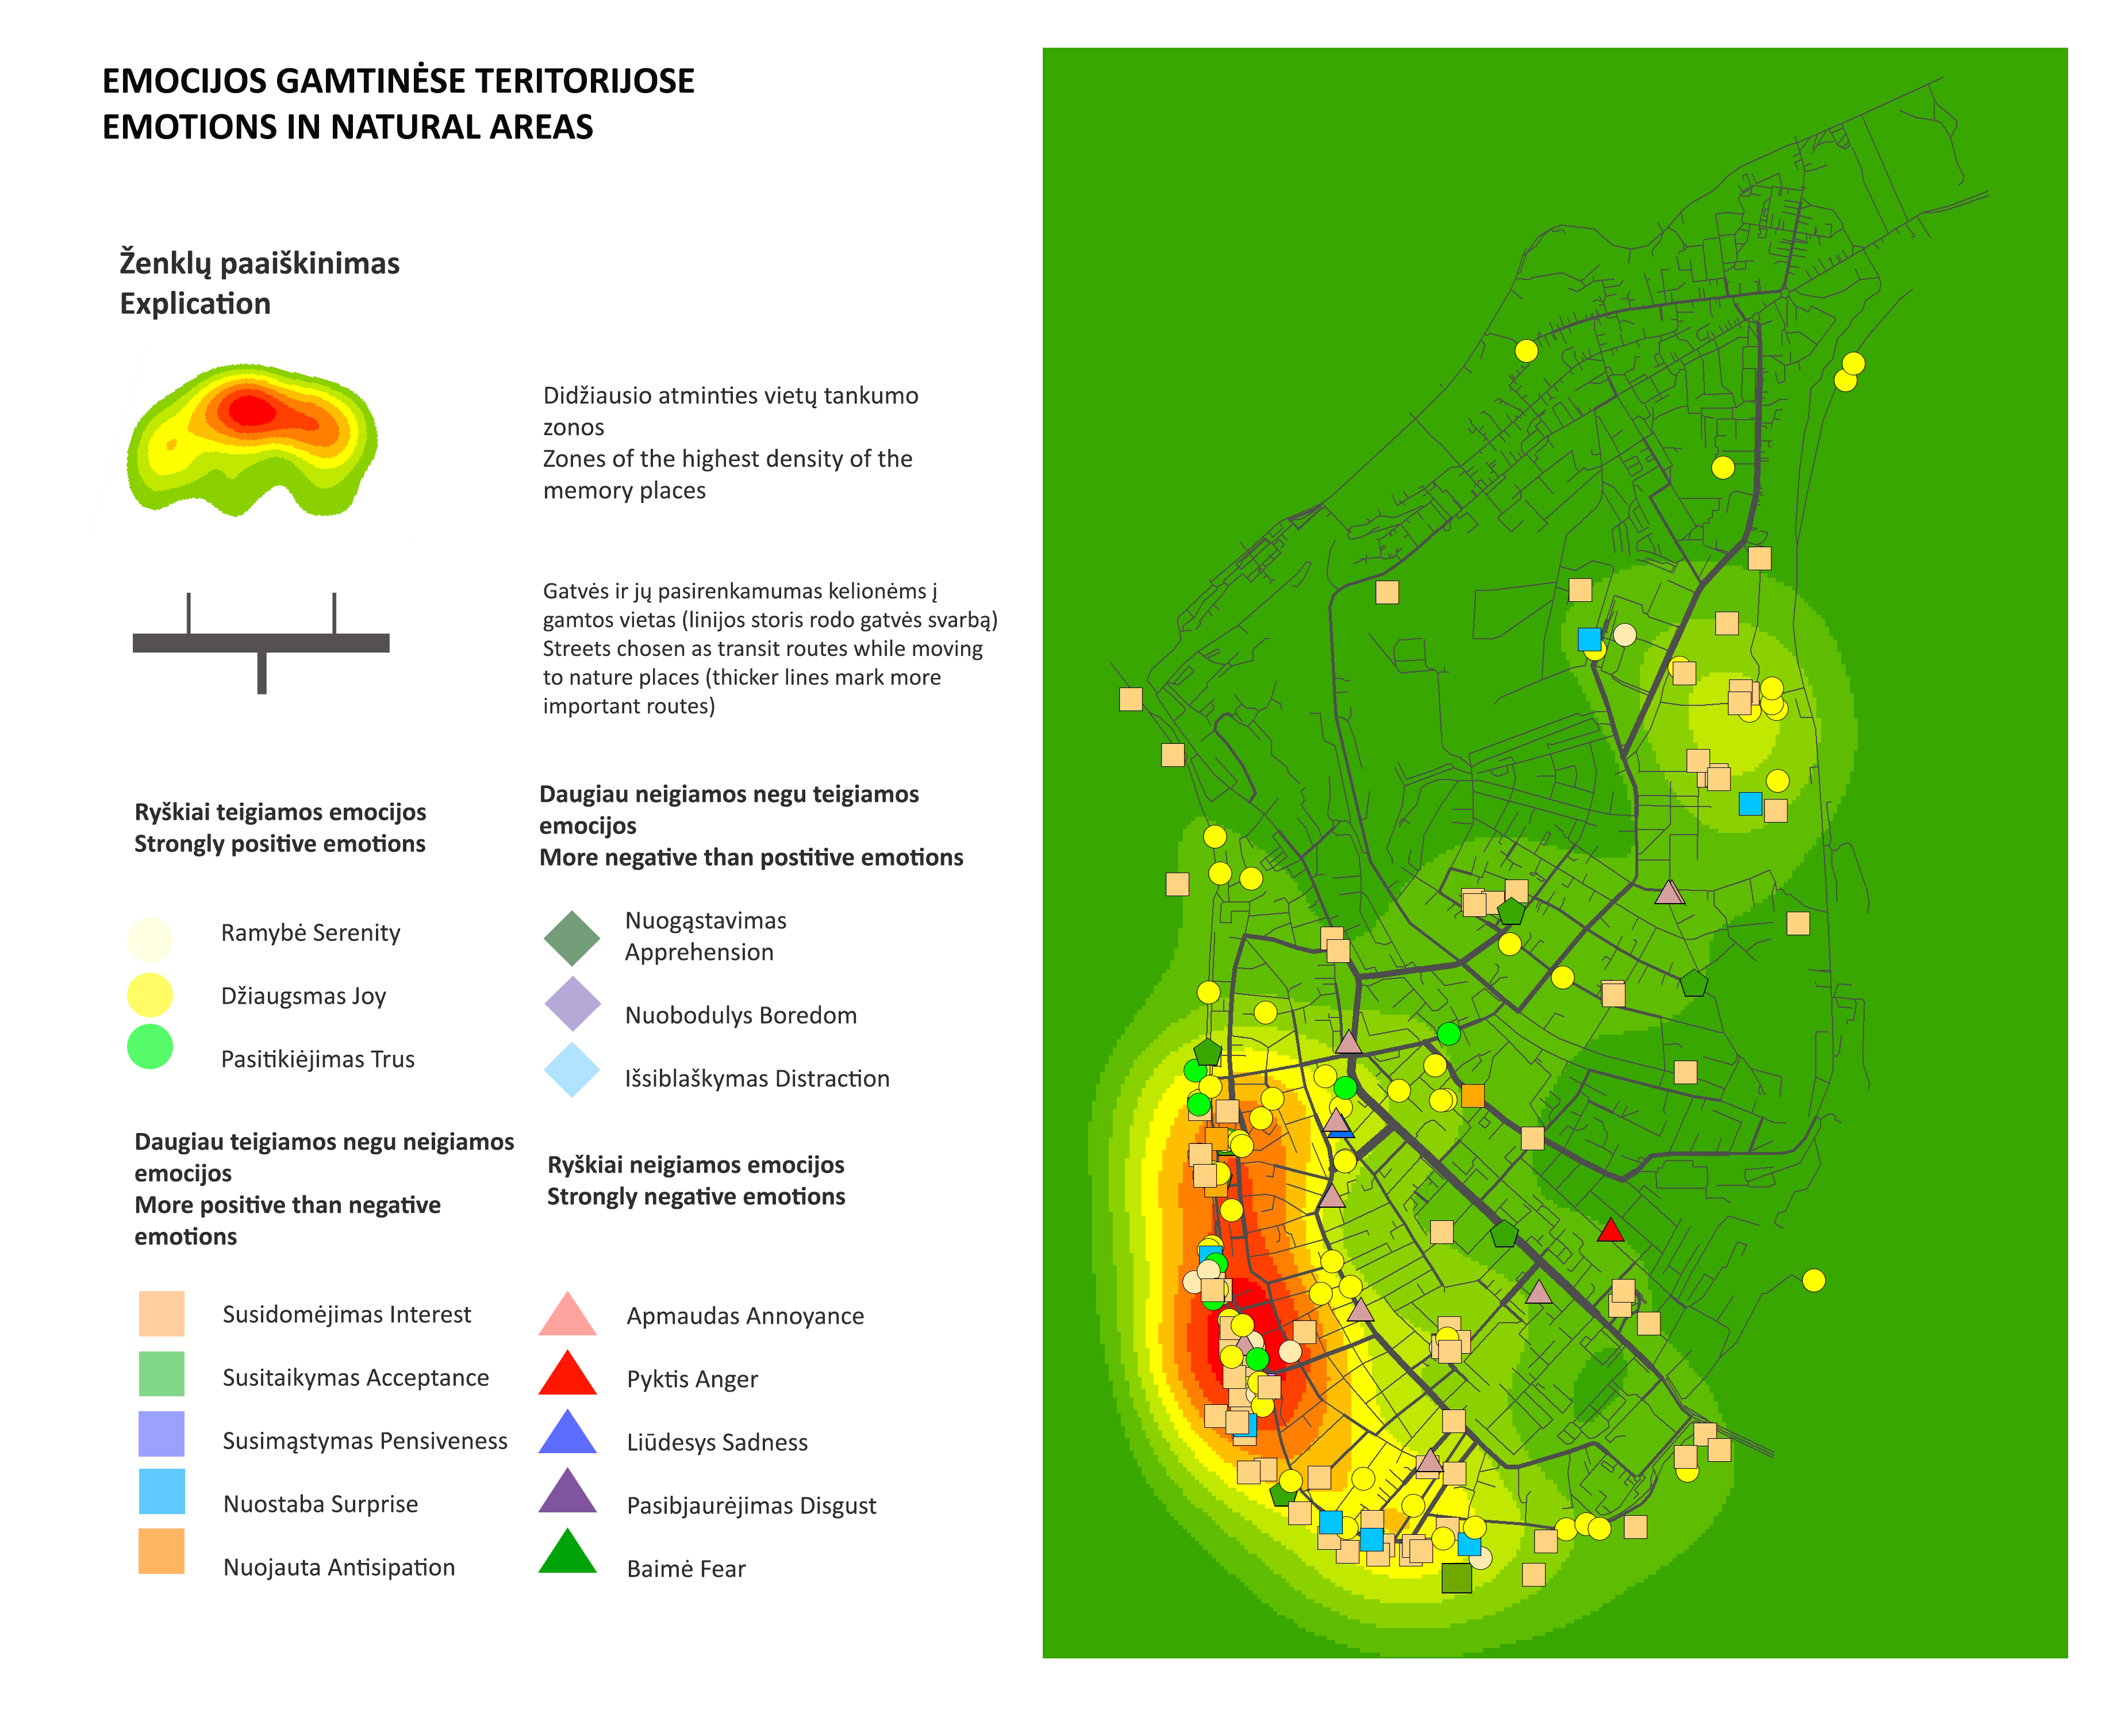 EMOCIJOS GAMTINĖSE TERITORIJOSE
EMOTIONS IN NATURAL AREAS
Ženklų paaiškinimas
Explication
Didžiausio atminties vietų tankumo
zonos
Zones of the highest density of the
memory places
Gatvės ir jų pasirenkamumas kelionėms į
gamtos vietas (linijos storis rodo gatvės svarbą)
Streets chosen as transit routes while moving
to nature places (thicker lines mark more
important routes)
Ryškiai teigiamos emocijos
Strongly positive emotions
Ramybė Serenity
Džiaugsmas Joy
Pasitikėjimas Trus
Daugiau neigiamos negu teigiamos
emocijos
More negative than postitive emotions
Nuogąstavimas
Apprehension
Nuobodulys Boredom
Išsiblaškymas Distraction
Daugiau teigiamos negu neigiamos
emocijos
More positive than negative
emotions
Susidomėjimas Interest
Susitaikymas Acceptance
Susimąstymas Pensiveness
Nuostaba Surprise
Nuojauta Antisipation
Ryškiai neigiamos emocijos
Strongly negative emotions
Apmaudas Annoyance
Pyktis Anger
Liūdesys Sadness
Pasibjaurėjimas Disgust
Baimė Fear